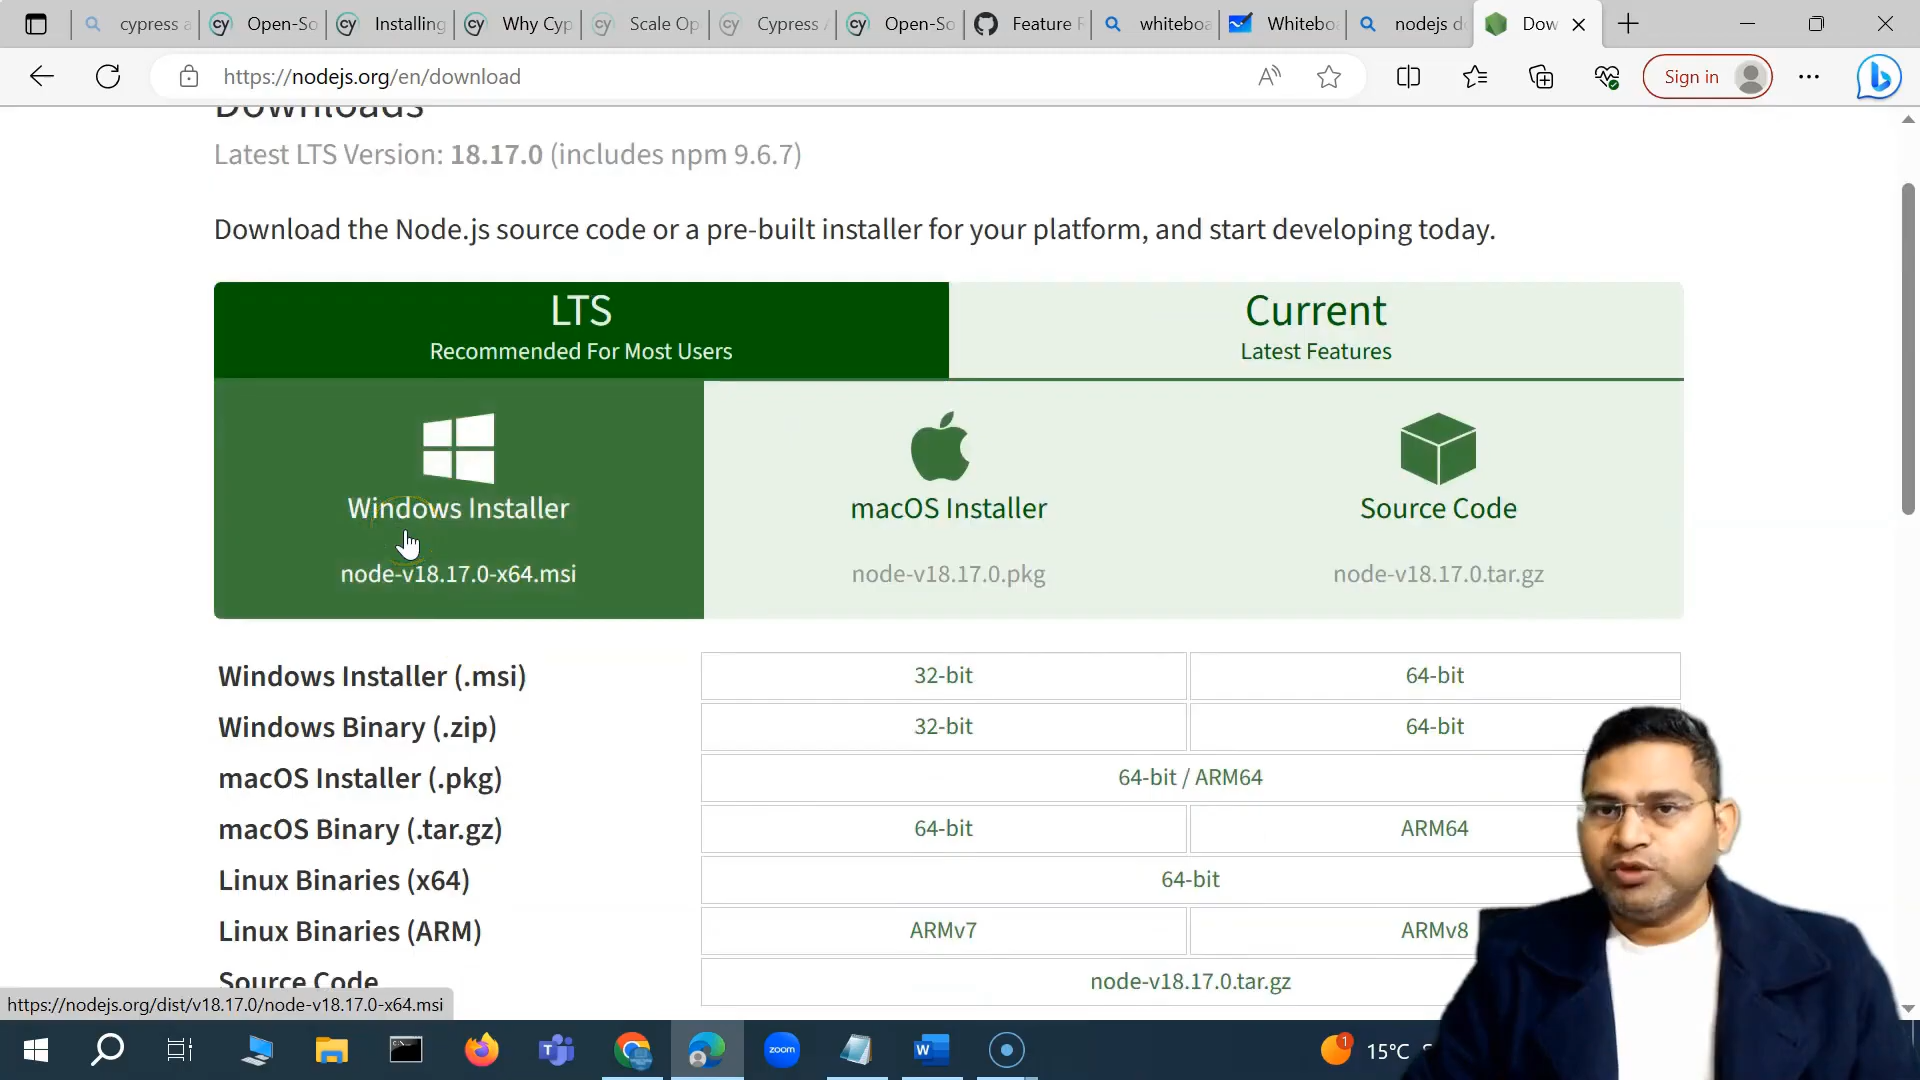 cypress a
Open-So
Installing
Why Cyp
Scale Op
Cypress A
Open-So
Feature R
whiteboa
Whiteboa
nodejs do
Dow
https://nodejs.org/en/download
Sign in
Downloads
Latest LTS Version: 18.17.0 (includes npm 9.6.7)
Download the Node.js source code or a pre-built installer for your platform, and start developing today.
LTS
Recommended For Most Users
Current
Latest Features
Windows Installer
node-v18.17.0-x64.msi
macOS Installer
node-v18.17.0.pkg
Source Code
node-v18.17.0.tar.gz
Windows Installer (.msi)
32-bit
64-bit
Windows Binary (.zip)
32-bit
64-bit
macOS Installer (.pkg)
64-bit / ARM64
macOS Binary (.tar.gz)
64-bit
ARM64
Linux Binaries (x64)
64-bit
Linux Binaries (ARM)
ARMv7
ARMv8
Source Code
node-v18.17.0.tar.gz
https://nodejs.org/dist/v18.17.0/node-v18.17.0-x64.msi
zoom
1
15°C